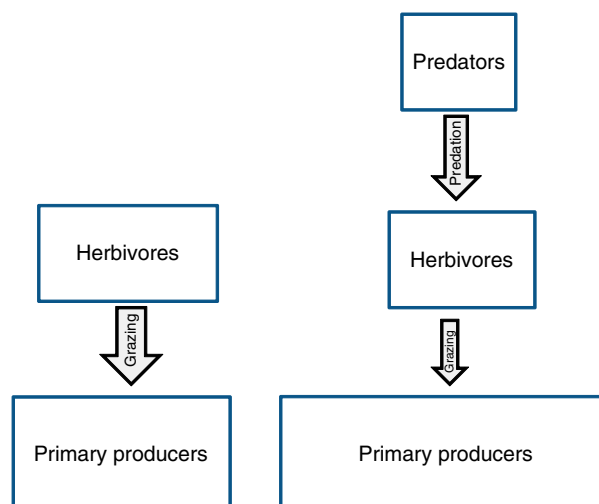 Predators
Predation
Herbivores
Herbivores
Grazing
Grazing
Primary producers
Primary producers